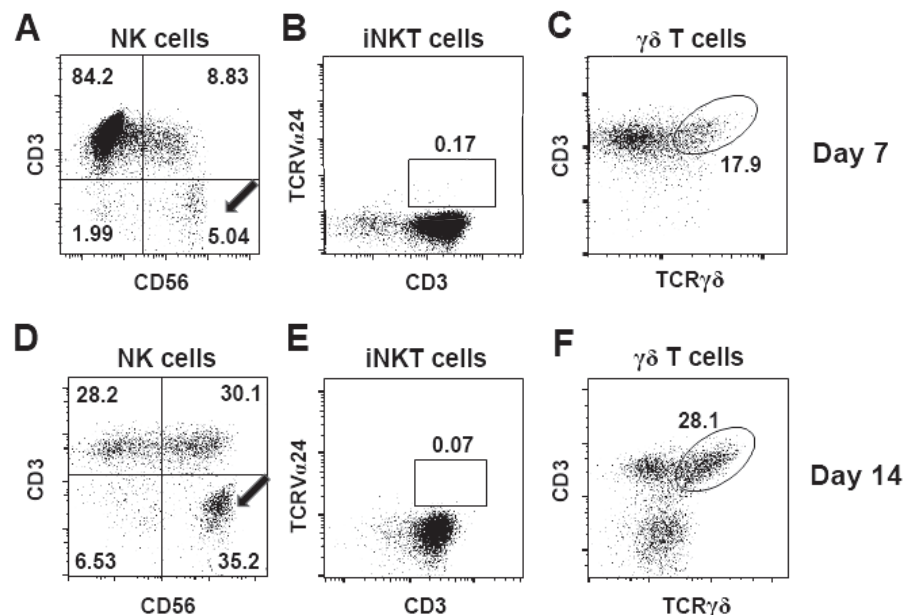 A
NK cells
84.2
8.83
1.99
5.04
CD3
CD56
B
iNKT cells
0.17
TCRVα24
CD3
C
γδ T cells
17.9
CD3
TCRγδ
Day 7
D
NK cells
28.2
30.1
6.53
35.2
CD3
CD56
E
iNKT cells
0.07
TCRVα24
CD3
F
γδ T cells
28.1
CD3
TCRγδ
Day 14